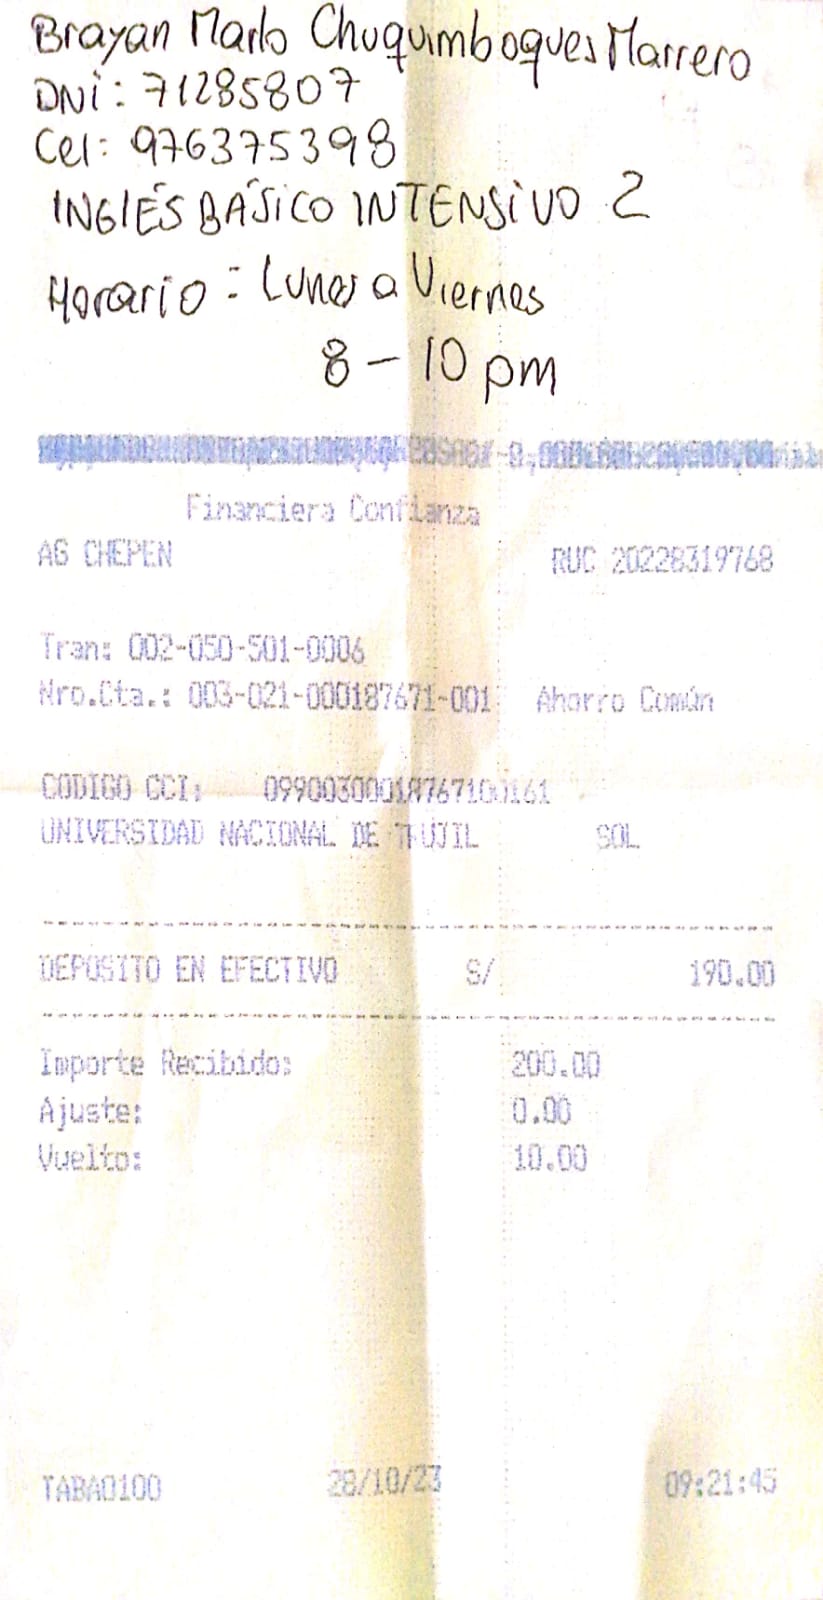 Brayan Marlo Chuquimboques Marrero
DNi: 71285807
Cel: 976375398
INGlÉS BÁSICO INTENSIVO 2
Horario: Lunes a Viernes
8 - 10 pm
Financiera Confianza
AG CHEPEN RUC 20228319768
Tran: 002-050-501-0006
Nro.Cta.: 003-021-000187671-001 Ahorro Común
CODIGO CCI: 09900300018767100161
UNIVERSIDAD NACIONAL DE TRUJIL SOL
DEPOSITO EN EFECTIVO S/ 190.00
Importe Recibido: 200.00
Ajuste: 0.00
Vuelto: 10.00
TABA0100 28/10/23 09:21:45